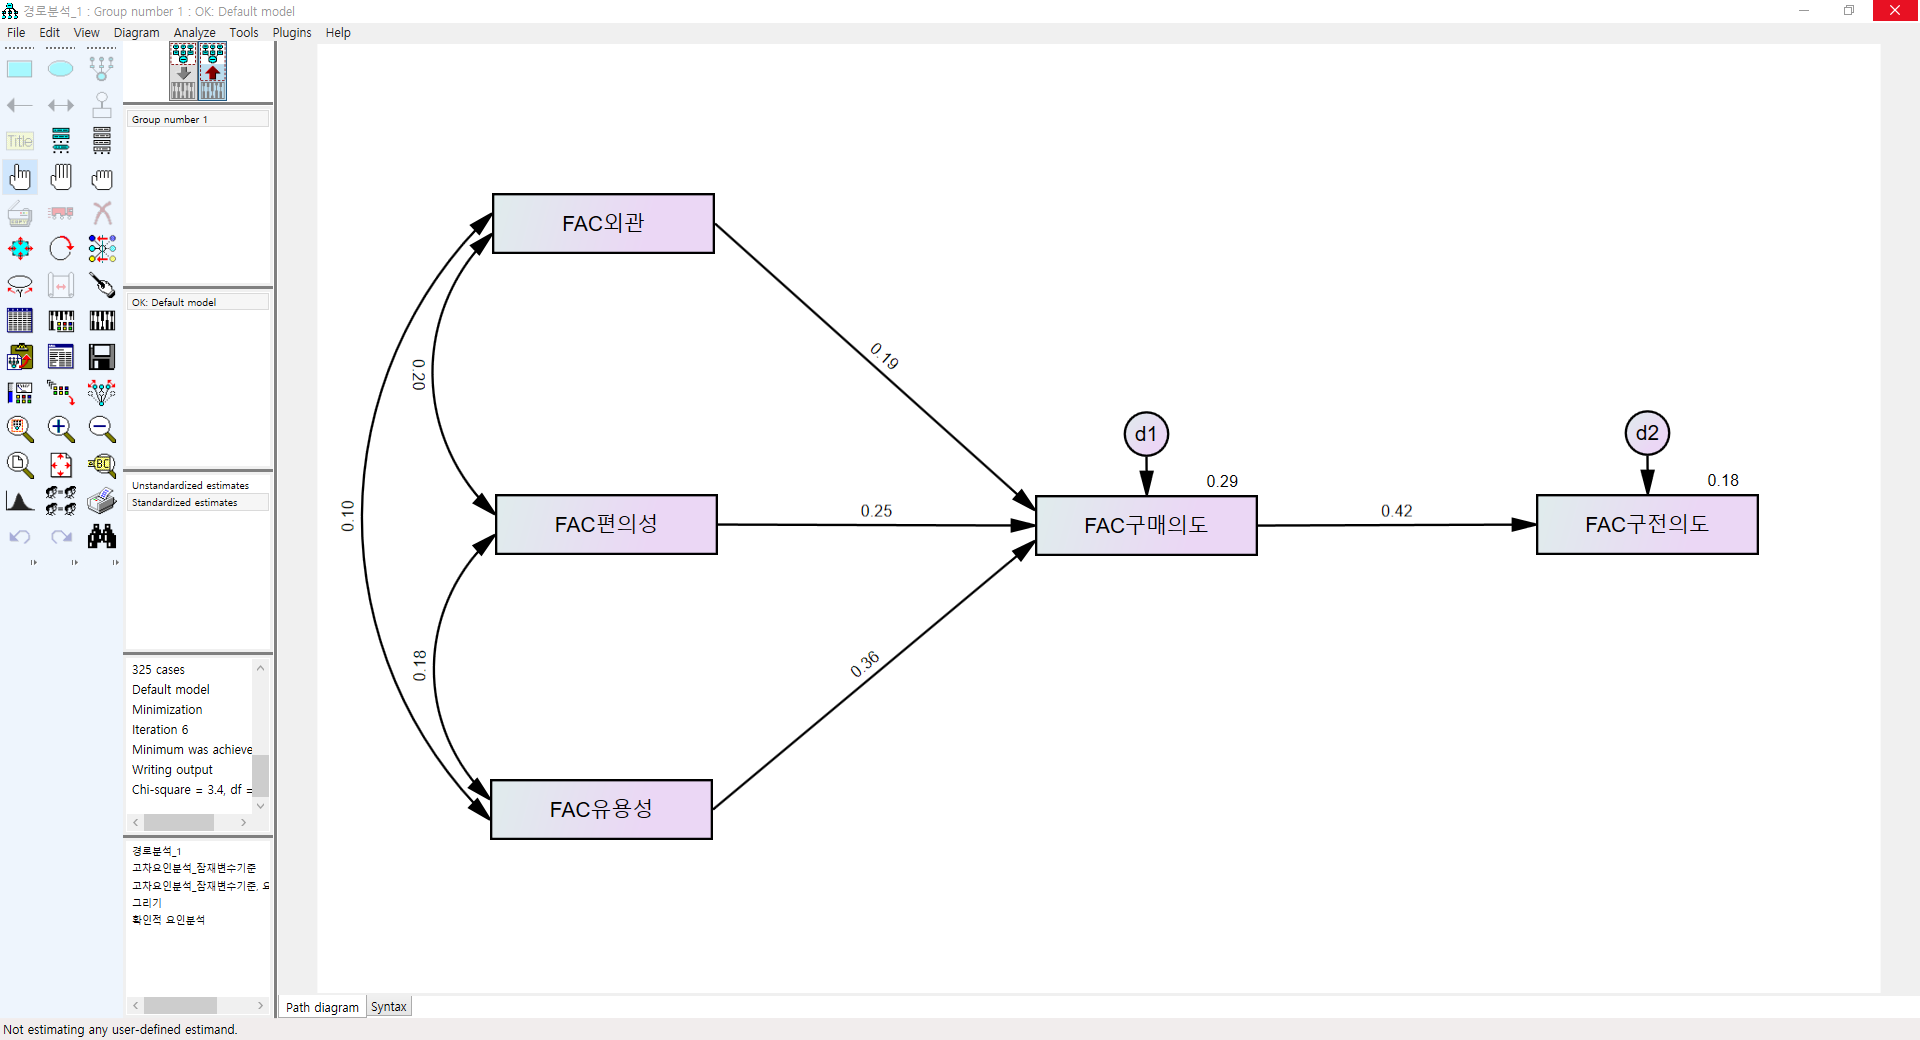 경로분석_1 : Group number 1 : OK: Default model
File Edit View Diagram Analyze Tools Plugins Help
Title
Group number 1
OK: Default model
Unstandardized estimates
Standardized estimates
325 cases
Default model
Minimization
Iteration 6
Minimum was achieve
Writing output
Chi-square = 3.4, df =
경로분석_1
고차요인분석_잠재변수기준
고차요인분석_잠재변수기준, 요
그리기
확인적 요인분석
FAC외관
0.19
0.20
0.10
d1
d2
0.29
0.18
FAC편의성
0.25
FAC구매의도
0.42
FAC구전의도
0.18
0.36
FAC유용성
Path diagram Syntax
Not estimating any user-defined estimand.